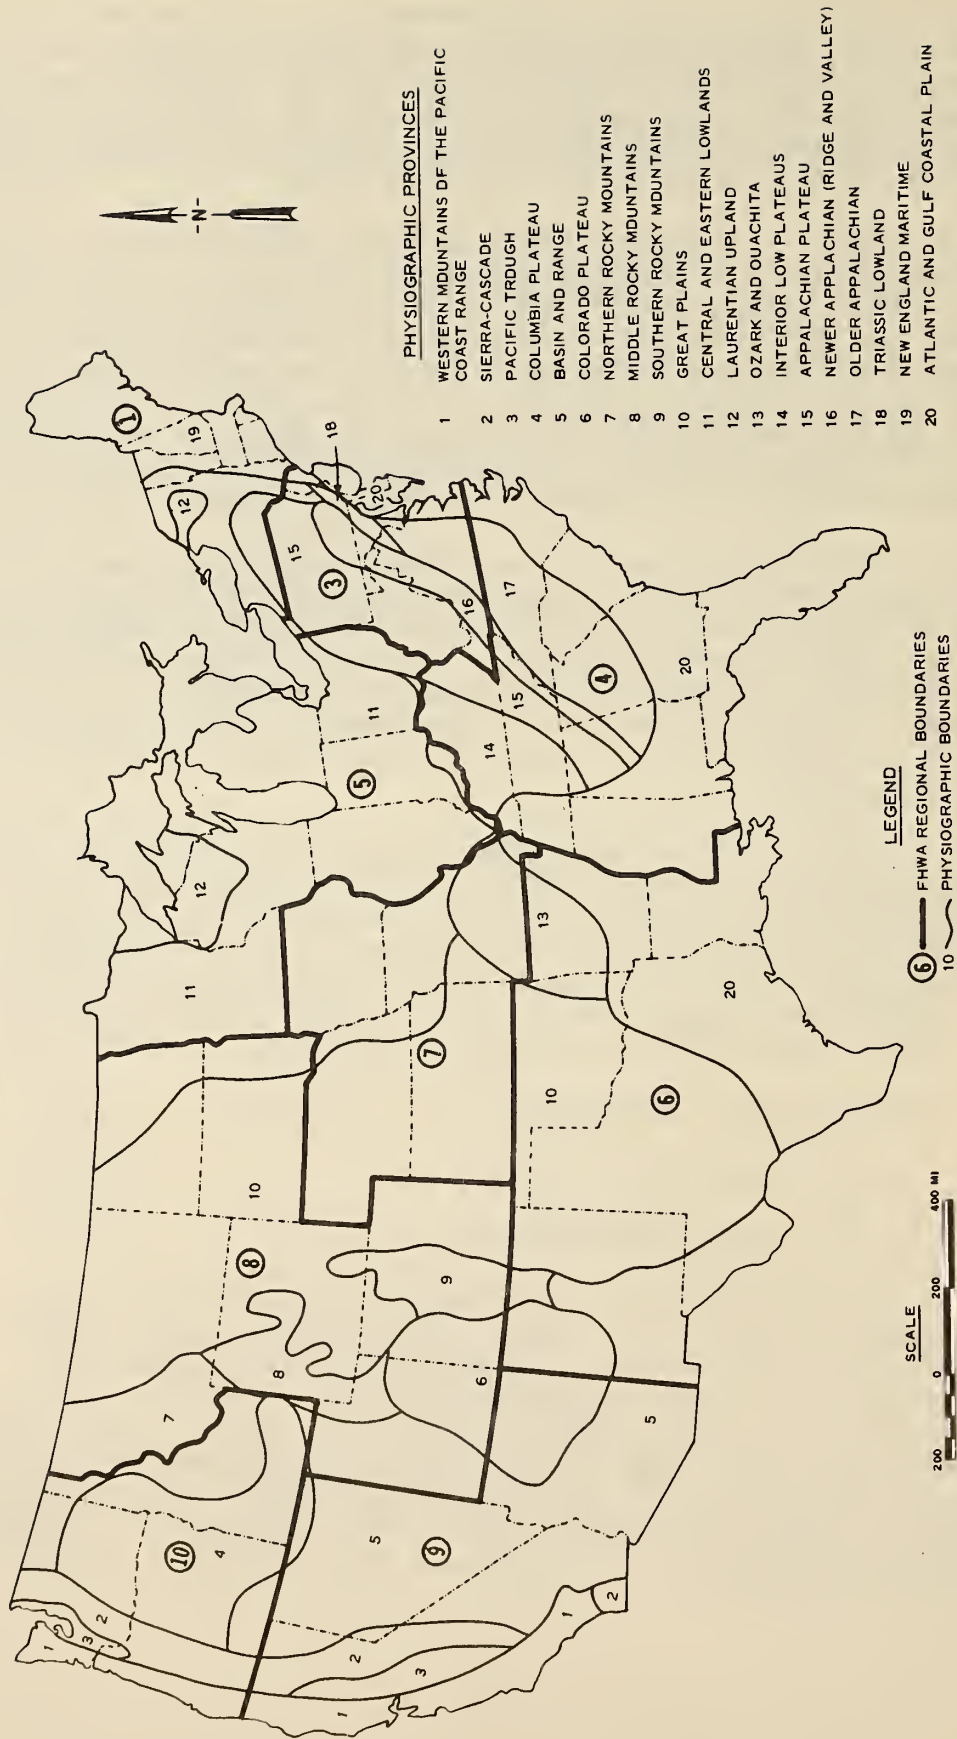 -N-
PHYSIOGRAPHIC PROVINCES
1 WESTERN MDUNTAINS DF THE PACIFIC
COAST RANGE
2 SIERRA-CASCADE
3 PACIFIC TRDUGH
4 COLUMBIA PLATEAU
5 BASIN AND RANGE
6 COLORADO PLATEAU
7 NORTHERN ROCKY MOUNTAINS
8 MIDDLE ROCKY MDUNTAINS
9 SOUTHERN ROCKY MDUNTAINS
10 GREAT PLAINS
11 CENTRAL AND EASTERN LOWLANDS
12 LAURENTIAN UPLAND
13 OZARK AND OUACHITA
14 INTERIOR LOW PLATEAUS
15 APPALACHIAN PLATEAU
16 NEWER APPLACHIAN (RIDGE AND VALLEY)
17 OLDER APPALACHIAN
18 TRIASSIC LOWLAND
19 NEW ENGLAND MARITIME
20 ATLANTIC AND GULF COASTAL PLAIN
1
19
18
12
20
15
3
16
17
4
20
15
14
11
5
12
11
13
20
7
10
6
10
8
9
8
6
7
5
10
4
5
9
2
3
1
2
3
1
1
2
LEGEND
6 FHWA REGIONAL BOUNDARIES
10 PHYSIOGRAPHIC BOUNDARIES
SCALE
200 0 200 400 MI